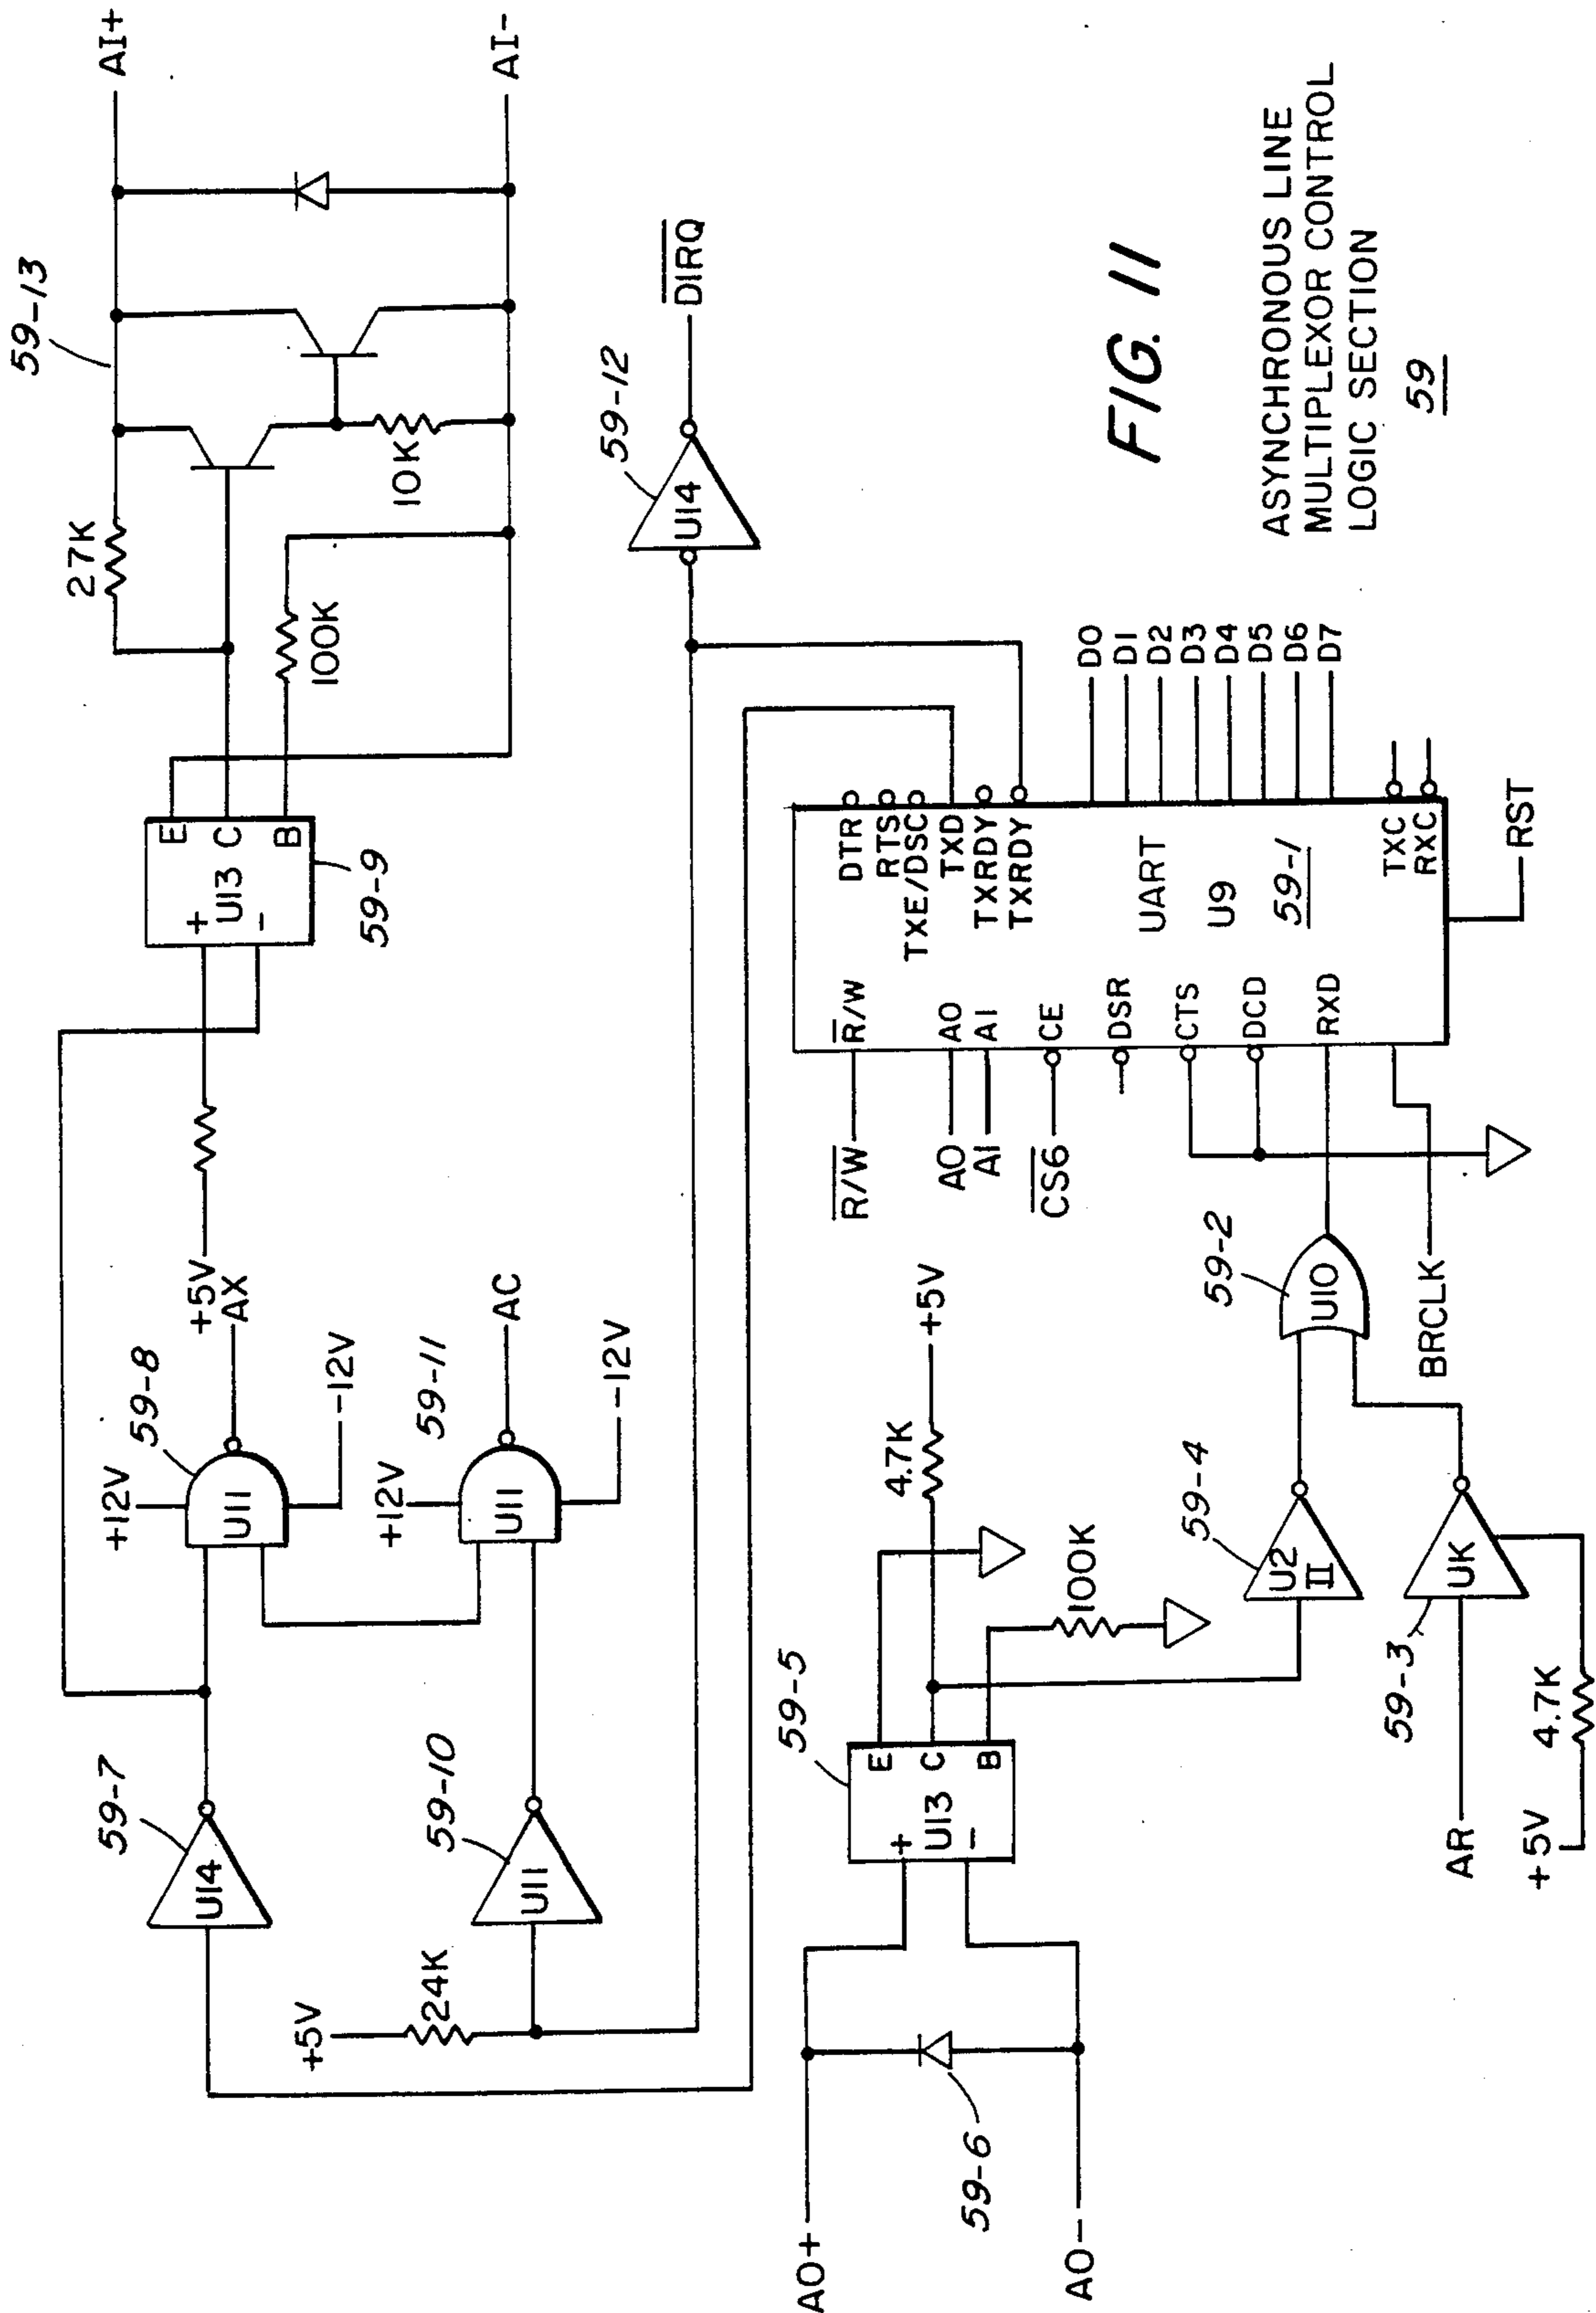 59-13
AI+
27K
10K
100K
AI-
E
C
B
+
U13
-
59-9
+5V
AX
+12V
59-8
U11
-12V
59-11
+12V
U11
AC
-12V
59-7
U14
59-10
U11
+5V
24K
59-12
U14
DIRQ
59-5
E
C
B
+
U13
-
4.7K
+5V
100K
AO+
59-6
AO-
59-4
U2
II
59-3
UK
AR
+5V
4.7K
59-2
U10
BRCLK
R/W
A0
A1
CS6
R/W
A0
A1
CE
DSR
CTS
DCD
RXD
DTR
RTS
TXE/DSC
TXD
TXRDY
TXRDY
UART
U9
59-1
TXC
RXC
D0
D1
D2
D3
D4
D5
D6
D7
RST
FIG. 11
ASYNCHRONOUS LINE
MULTIPLEXOR CONTROL
LOGIC SECTION
59